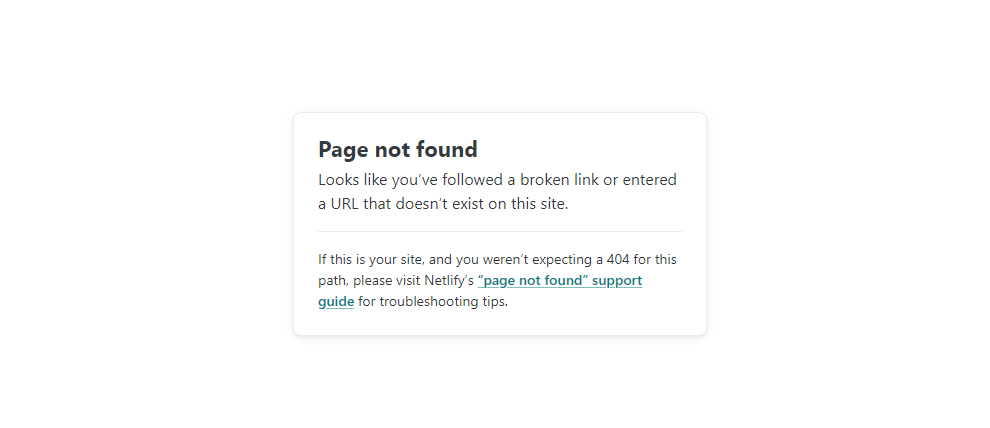 Page not found
Looks like you’ve followed a broken link or entered
a URL that doesn’t exist on this site.
If this is your site, and you weren’t expecting a 404 for this
path, please visit Netlify’s “page not found” support
guide for troubleshooting tips.